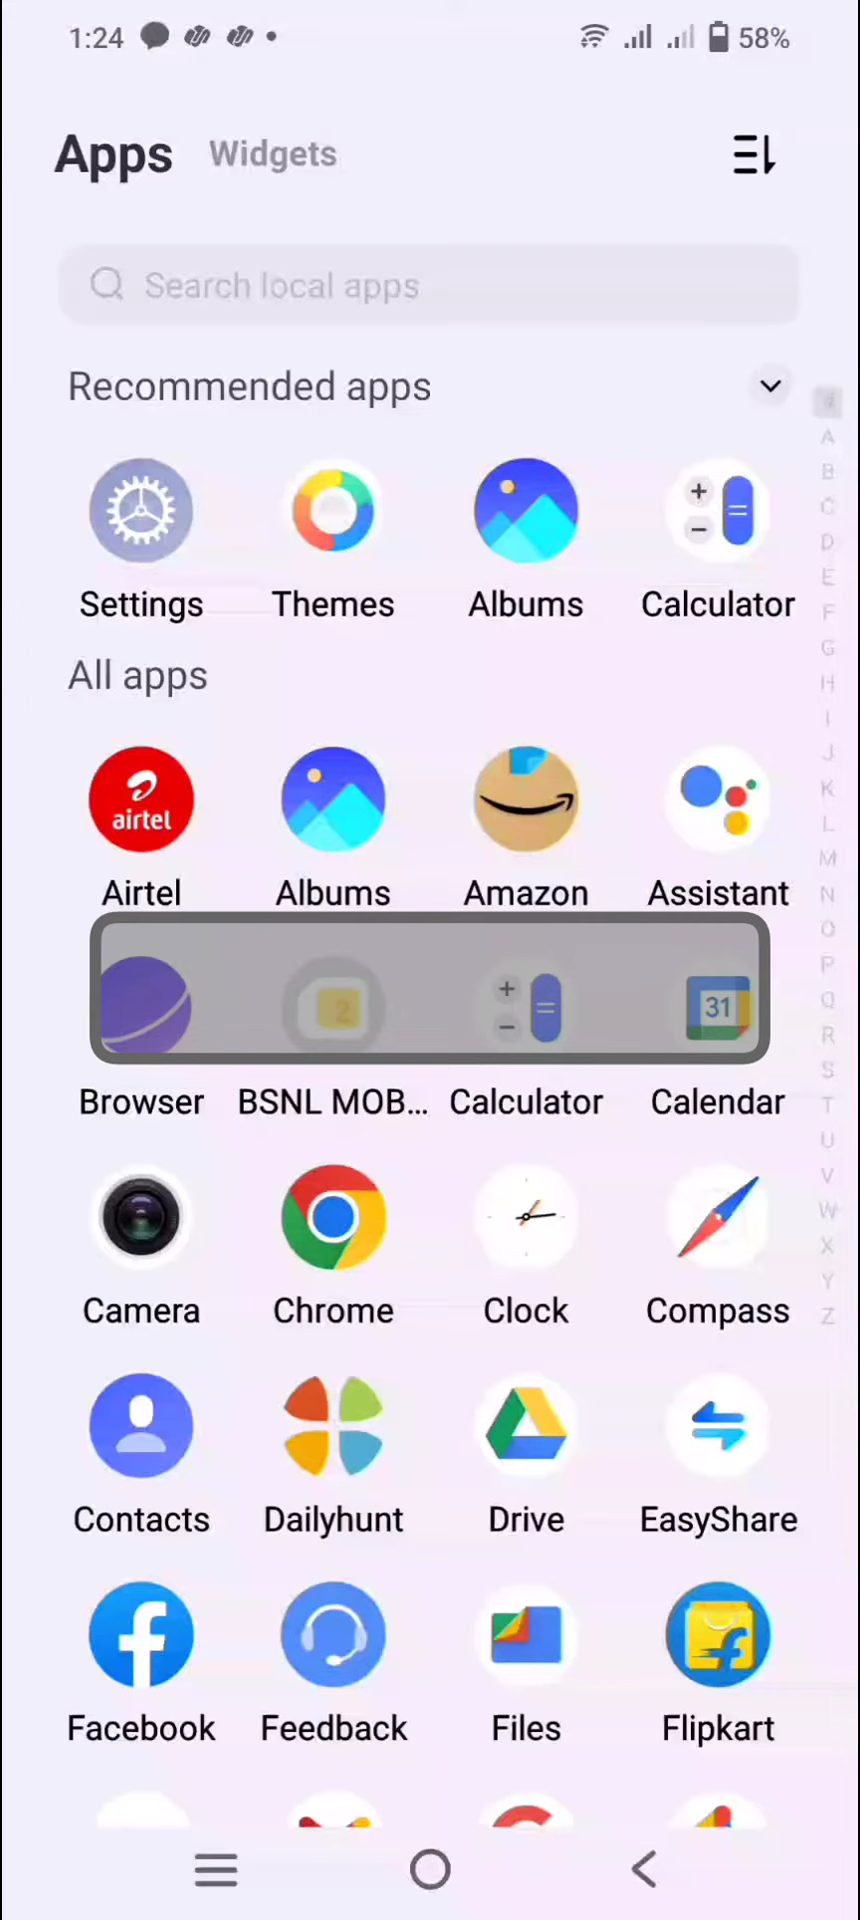 1:24 58%
Apps Widgets
Search local apps
Recommended apps
#
Settings Themes Albums Calculator
All apps
airtel
Airtel Albums Amazon Assistant
2 31
Browser BSNL MOB... Calculator Calendar
Camera Chrome Clock Compass
Contacts Dailyhunt Drive EasyShare
Facebook Feedback Files Flipkart
A
B
C
D
E
F
G
H
I
J
K
L
M
N
O
P
Q
R
S
T
U
V
W
X
Y
Z